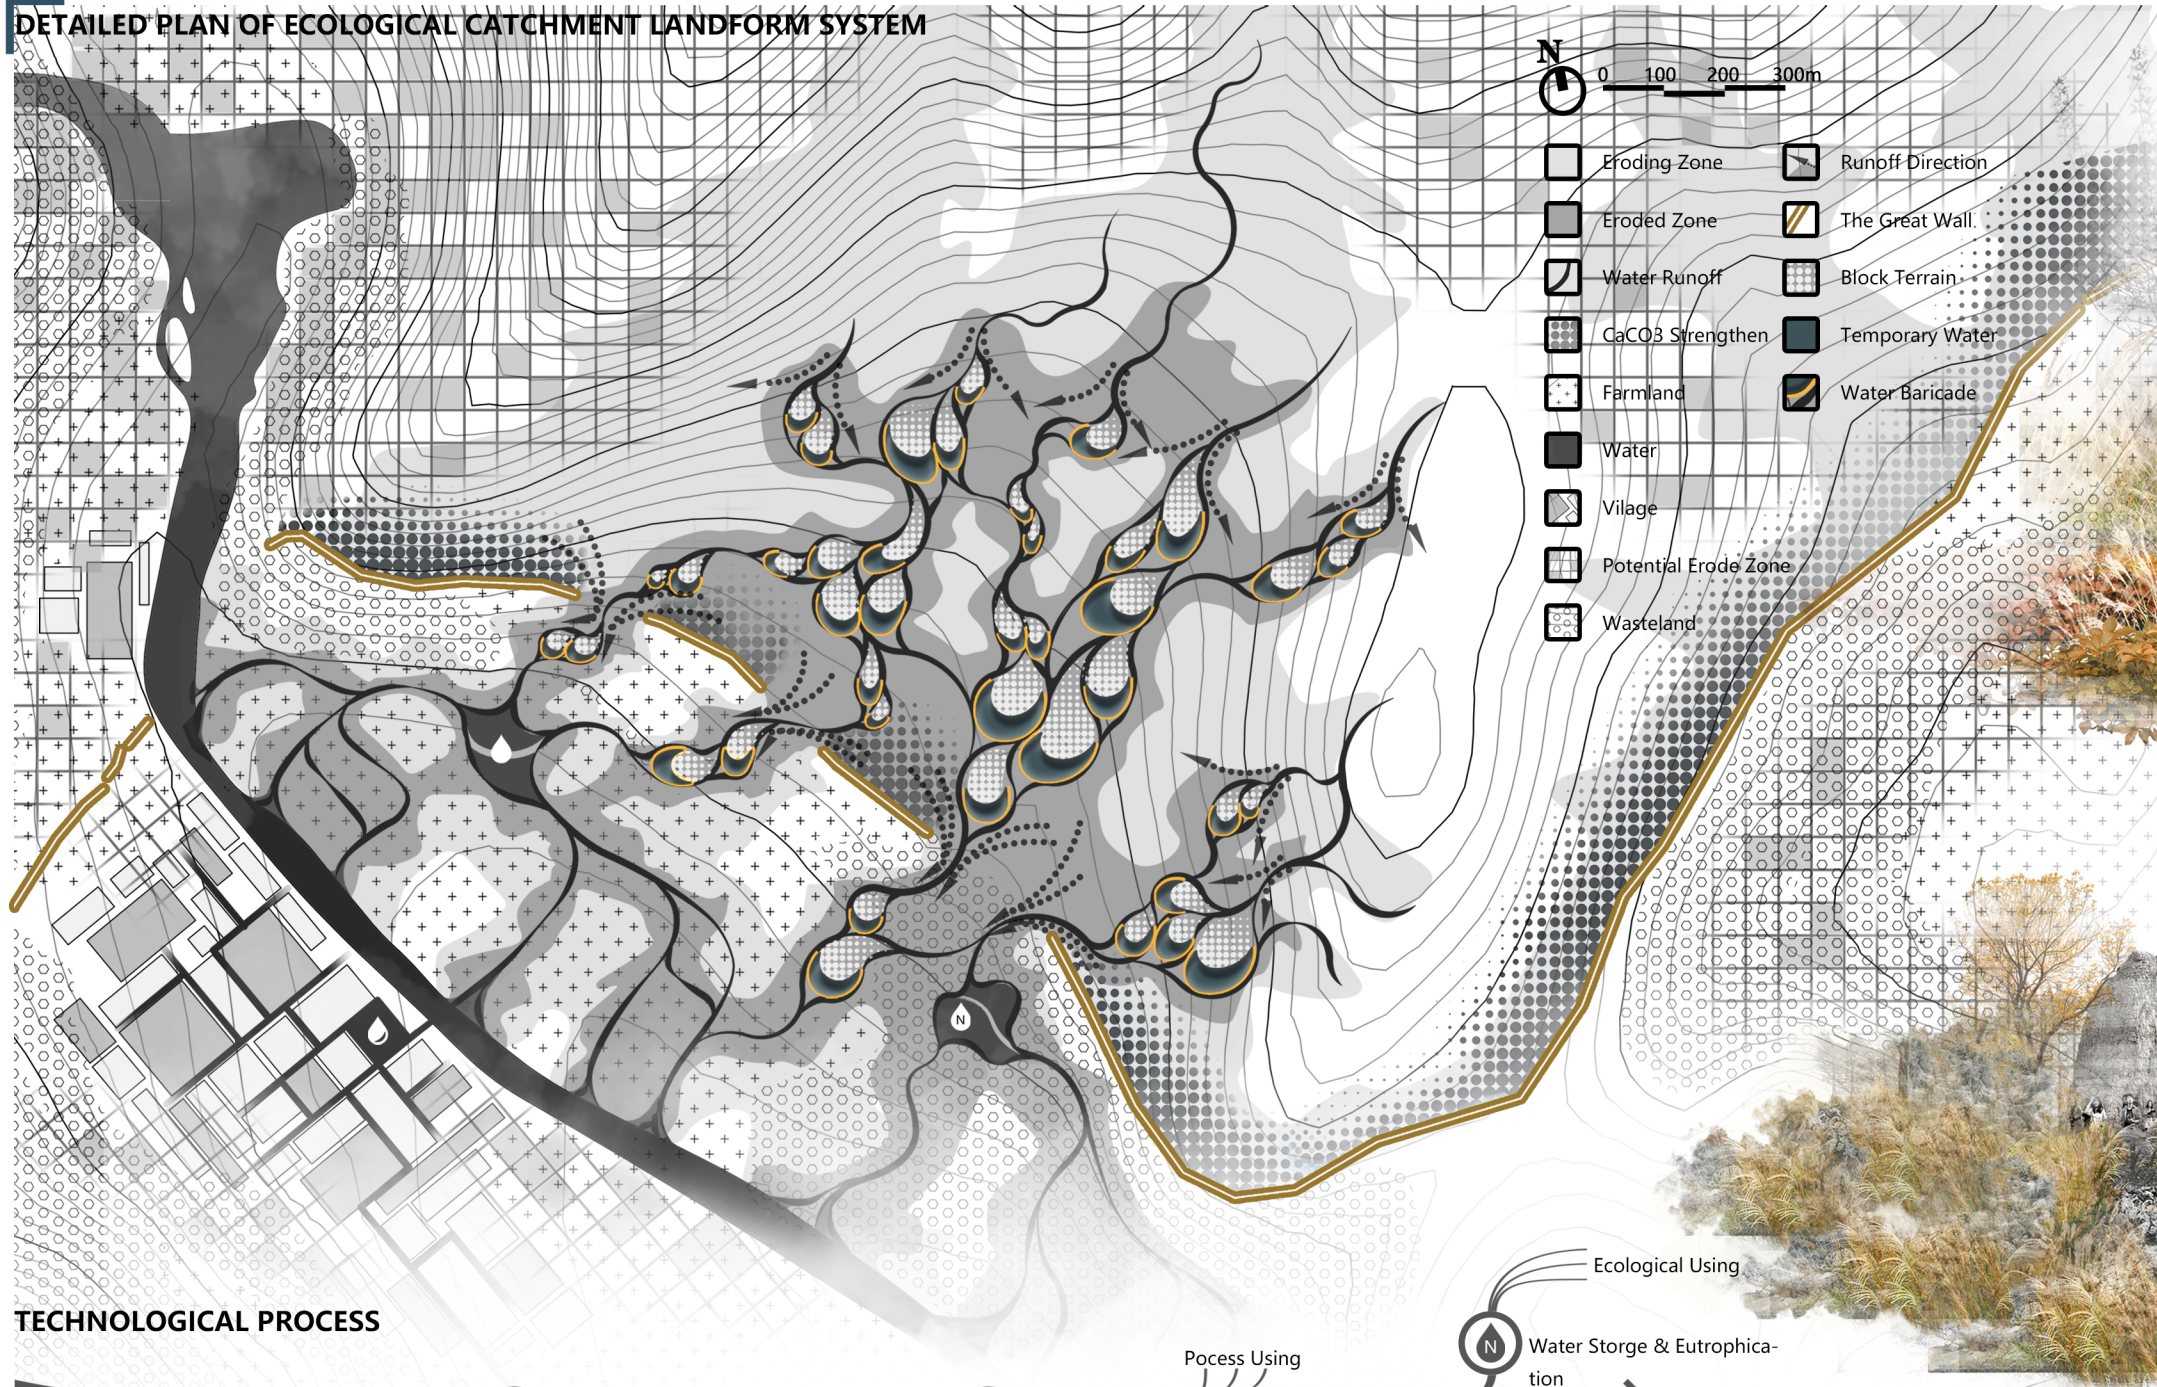 DETAILED PLAN OF ECOLOGICAL CATCHMENT LANDFORM SYSTEM
N
0 100 200 300m
Eroding Zone
Runoff Direction
Eroded Zone
The Great Wall
Water Runoff
Block Terrain
CaCO3 Strengthen
Temporary Water
Farmland
Water Baricade
Water
Vilage
Potential Erode Zone
Wasteland
N
Ecological Using
TECHNOLOGICAL PROCESS
Pocess Using
N
Water Storge & Eutrophica-
tion